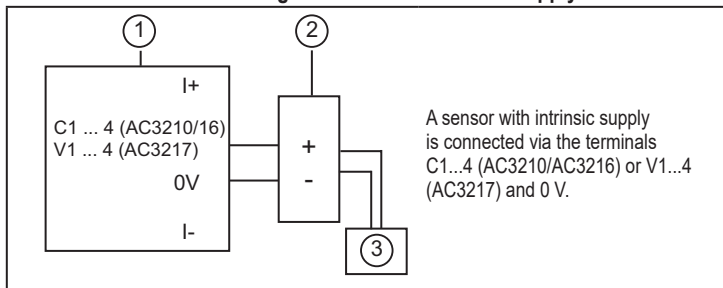 1
2
I+
C1 ... 4 (AC3210/16)
V1 ... 4 (AC3217)
0V
I-
+
-
3
A sensor with intrinsic supply
is connected via the terminals
C1...4 (AC3210/AC3216) or V1...4
(AC3217) and 0 V.